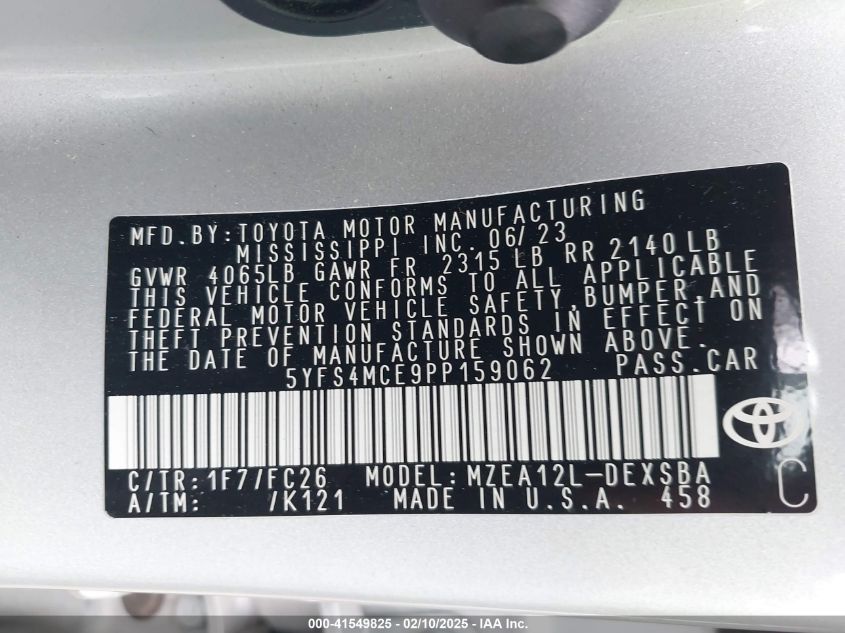 MFD.BY:TOYOTA MOTOR MANUFACTURING
MISSISSIPPI INC. 06/23
GVWR 4065LB GAWR FR 2315 LB RR 2140LB
THIS VEHICLE CONFORMS TO ALL APPLICABLE
FEDERAL MOTOR VEHICLE SAFETY,BUMPER,AND
THEFT PREVENTION STANDARDS IN EFFECT ON
THE DATE OF MANUFACTURE SHOWN ABOVE.
5YFS4MCE9PP159062 PASS.CAR
C/TR:1F7/FC26 MODEL:MZEA12L-DEXSBA
A/TM: /K121 MADE IN U.S.A. 458
C
000-41549825 - 02/10/2025 - IAA Inc.